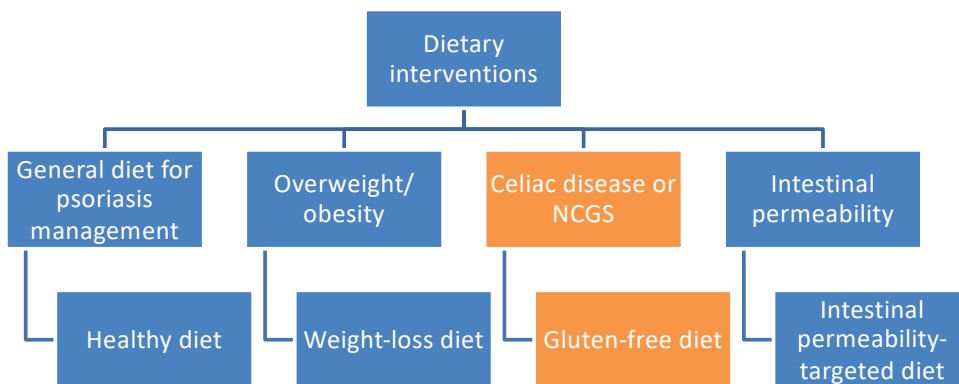 Dietary
interventions
General diet for
psoriasis
management
Overweight/
obesity
Celiac disease or
NCGS
Intestinal
permeability
Healthy diet
Weight-loss diet
Gluten-free diet
Intestinal
permeability-
targeted diet